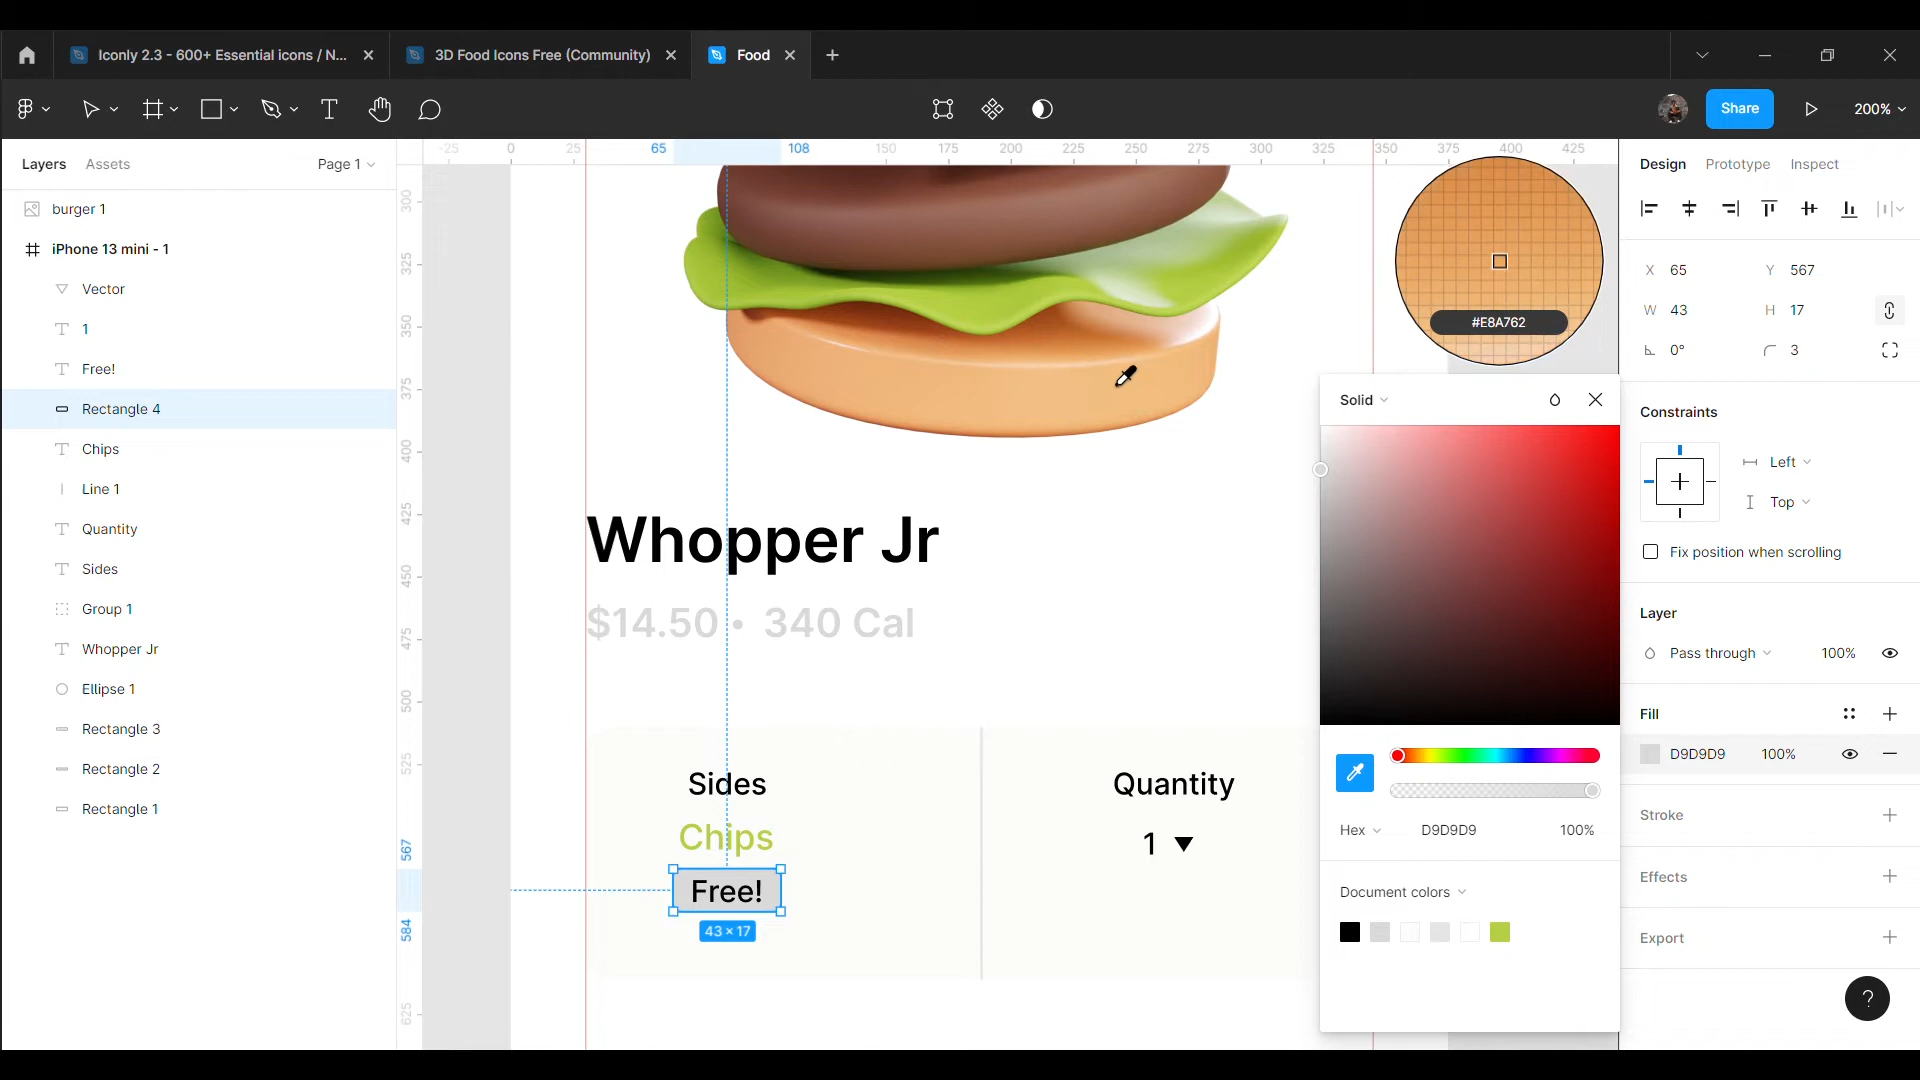 Iconly 2.3 - 600+ Essential icons / N...
3D Food Icons Free (Community)
Food
Share
200%
Layers
Assets
Page 1
burger 1
iPhone 13 mini - 1
Vector
1
Free!
Rectangle 4
Chips
Line 1
Quantity
Sides
Group 1
Whopper Jr
Ellipse 1
Rectangle 3
Rectangle 2
Rectangle 1
-25 0 25 65 108 150 175 200 225 250 275 300 325 350 375 400 425
300
325
350
375
400
425
450
475
500
525
567
584
625
Whopper Jr
$14.50 • 340 Cal
Sides
Chips
Free!
43 × 17
Quantity
1
#E8A762
Solid
Hex
D9D9D9
100%
Document colors
Design
Prototype
Inspect
X 65
Y 567
W 43
H 17
0°
3
Constraints
Left
Top
Fix position when scrolling
Layer
Pass through
100%
Fill
D9D9D9
100%
Stroke
Effects
Export
?